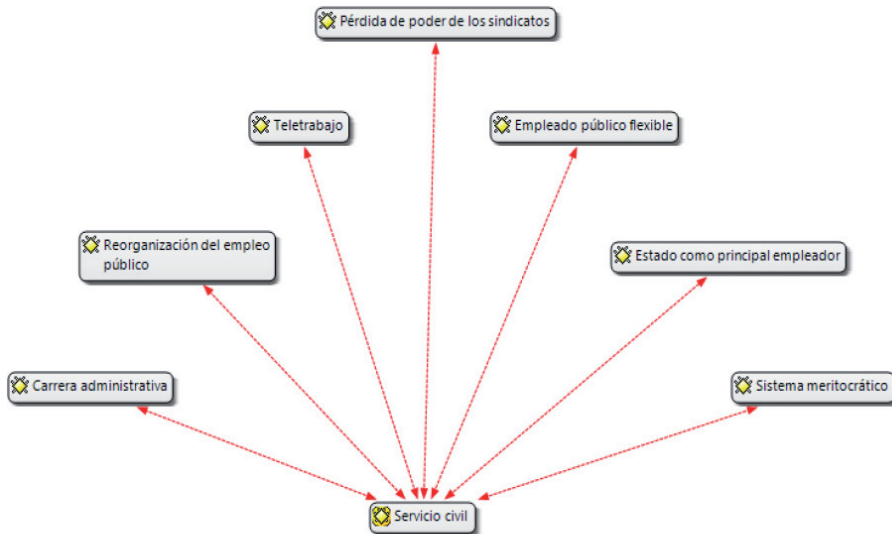 Pérdida de poder de los sindicatos
Teletrabajo
Empleado público flexible
Reorganización del empleo
público
Estado como principal empleador
Carrera administrativa
Sistema meritocrático
Servicio civil